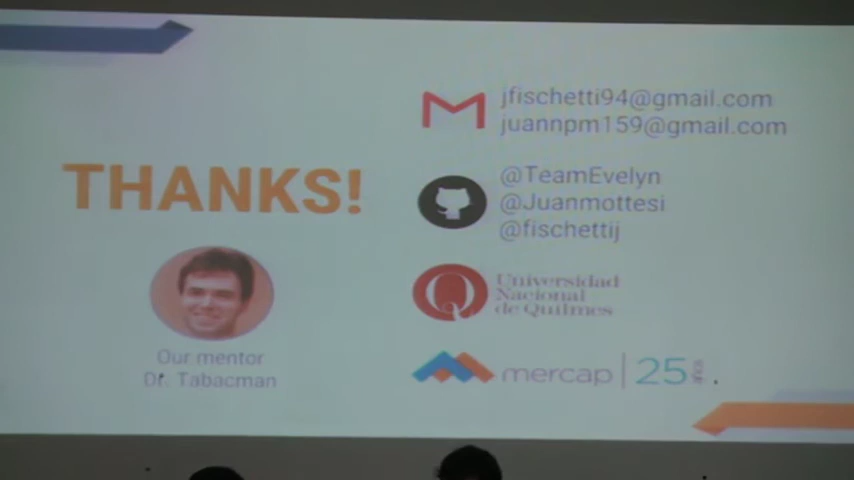 THANKS!
Our mentor
Dr. Tabacman
jfischetti94@gmail.com
juannpm159@gmail.com
@TeamEvelyn
@Juanmottesi
@fischettij
Universidad
Nacional
de Quilmes
mercap | 25